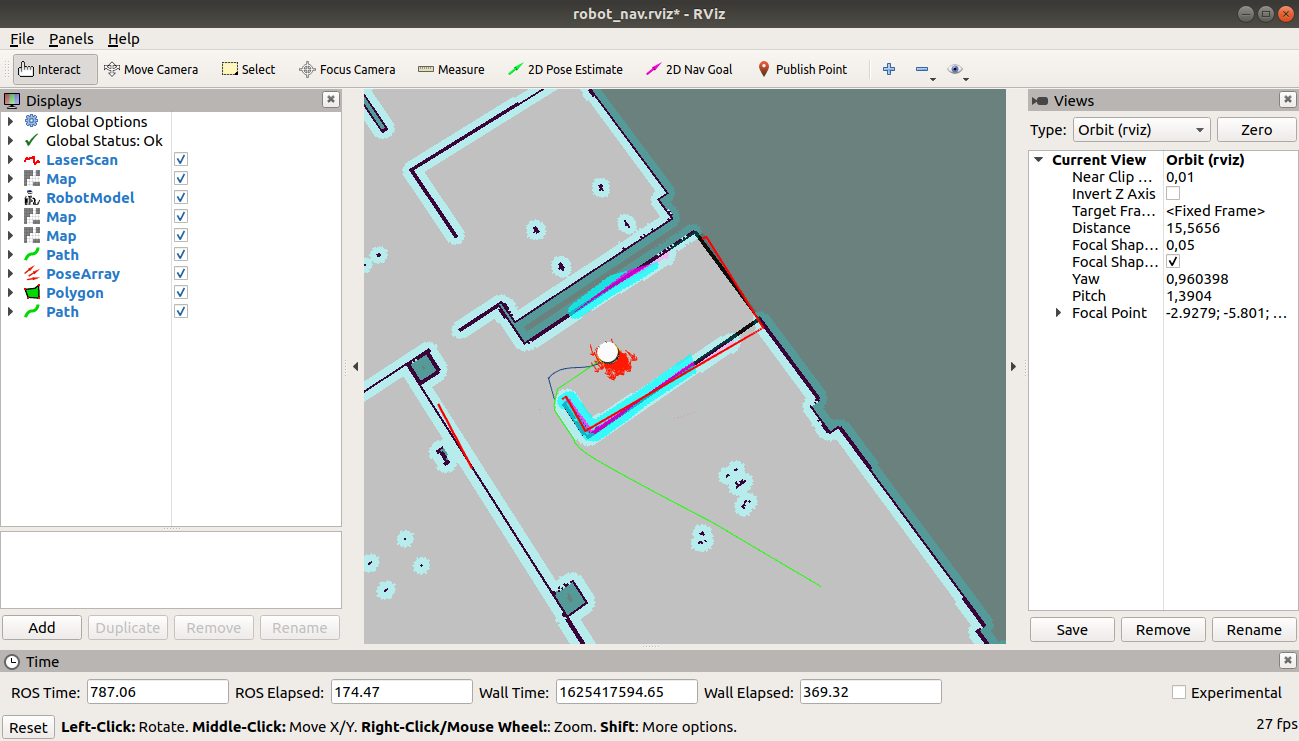 robot_nav.rviz* - RViz
File Panels Help
Interact Move Camera Select Focus Camera Measure 2D Pose Estimate 2D Nav Goal Publish Point
Displays
Global Options
Global Status: Ok
LaserScan
Map
RobotModel
Map
Map
Path
PoseArray
Polygon
Path
Add Duplicate Remove Rename
Views
Type: Orbit (rviz) Zero
Current View Orbit (rviz)
Near Clip ... 0,01
Invert Z Axis
Target Fra... <Fixed Frame>
Distance 15,5656
Focal Shap... 0,05
Focal Shap...
Yaw 0,960398
Pitch 1,3904
Focal Point -2.9279; -5.801; ...
Save Remove Rename
Time
ROS Time: 787.06 ROS Elapsed: 174.47 Wall Time: 1625417594.65 Wall Elapsed: 369.32 Experimental
Reset Left-Click: Rotate. Middle-Click: Move X/Y. Right-Click/Mouse Wheel:: Zoom. Shift: More options. 27 fps